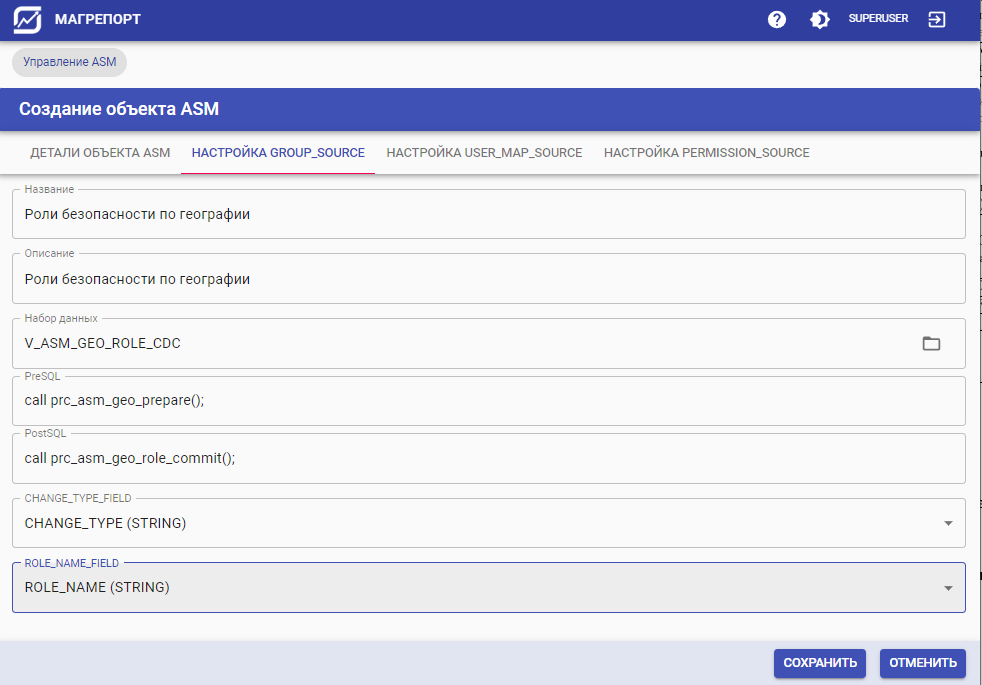 МАГРЕПОРТ
?
SUPERUSER
Управление ASM
Создание объекта ASM
ДЕТАЛИ ОБЪЕКТА ASM
НАСТРОЙКА GROUP_SOURCE
НАСТРОЙКА USER_MAP_SOURCE
НАСТРОЙКА PERMISSION_SOURCE
Название
Роли безопасности по географии
Описание
Роли безопасности по географии
Набор данных
V_ASM_GEO_ROLE_CDC
PreSQL
call prc_asm_geo_prepare();
PostSQL
call prc_asm_geo_role_commit();
CHANGE_TYPE_FIELD
CHANGE_TYPE (STRING)
ROLE_NAME_FIELD
ROLE_NAME (STRING)
СОХРАНИТЬ
ОТМЕНИТЬ